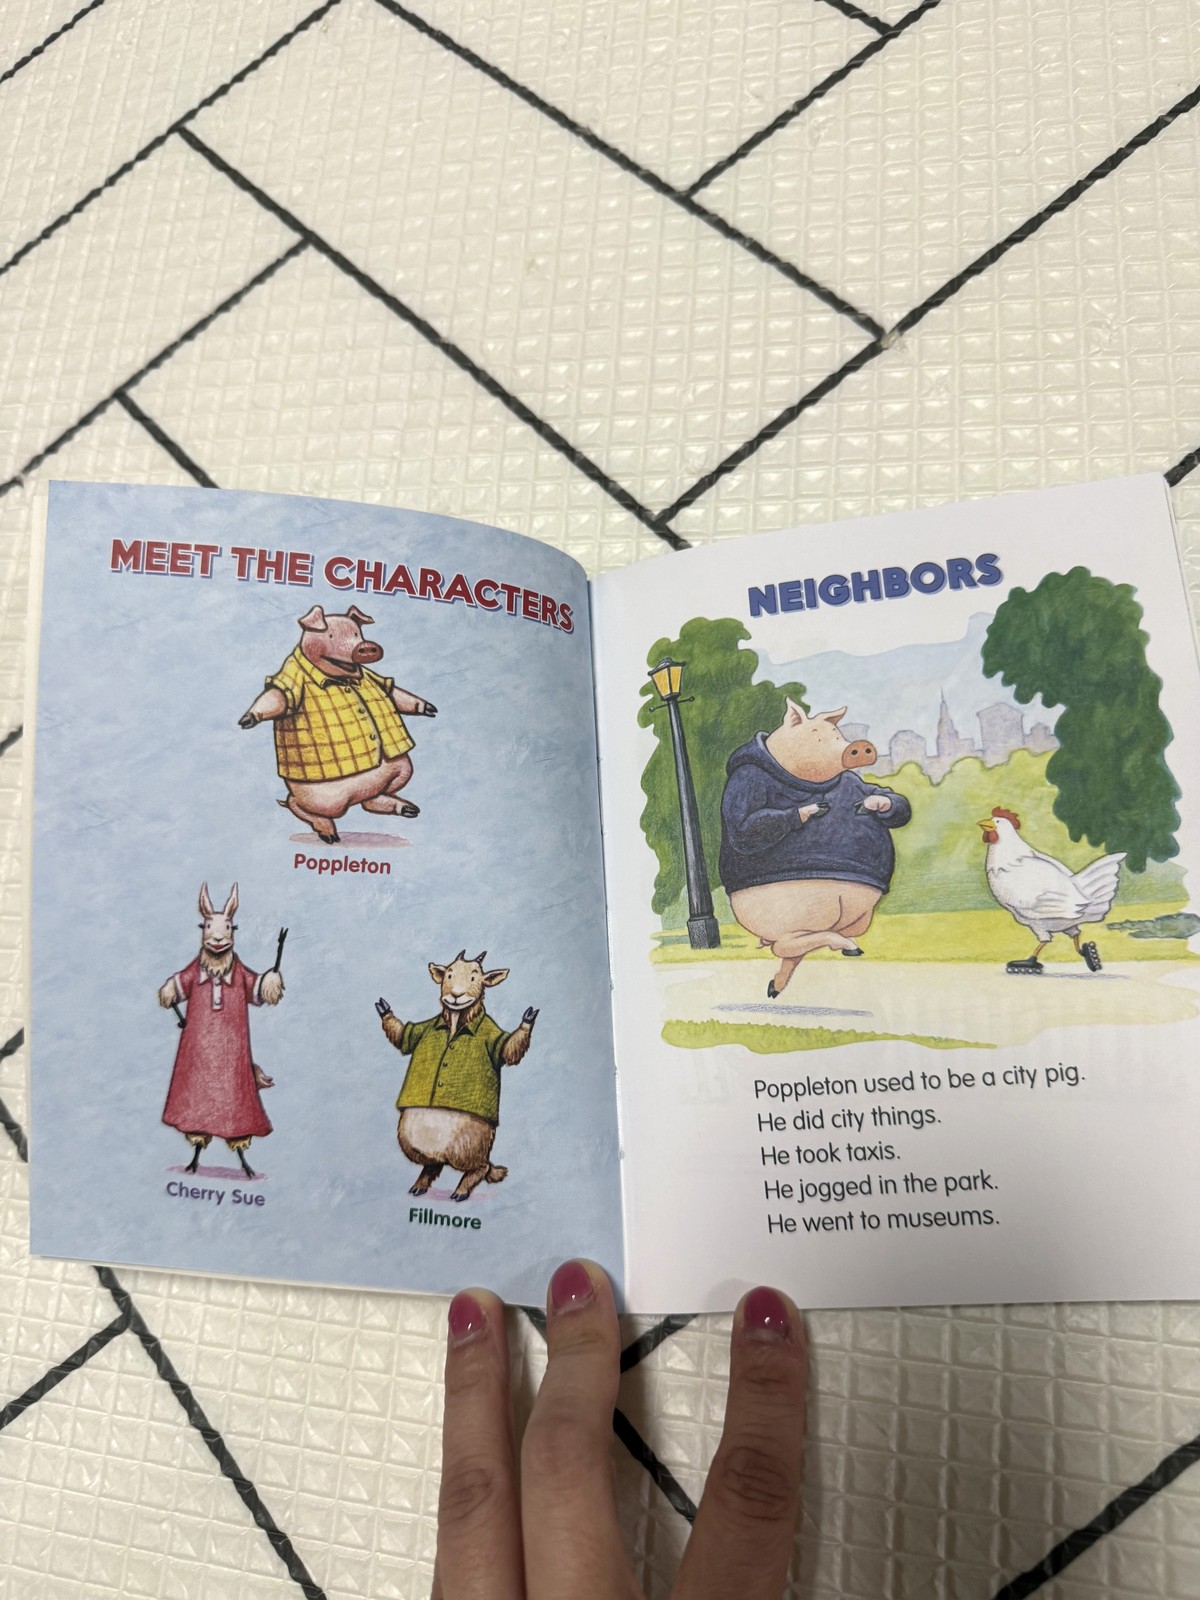 MEET THE CHARACTERS
Poppleton
Cherry Sue
Fillmore
NEIGHBORS
Poppleton used to be a city pig.
He did city things.
He took taxis.
He jogged in the park.
He went to museums.